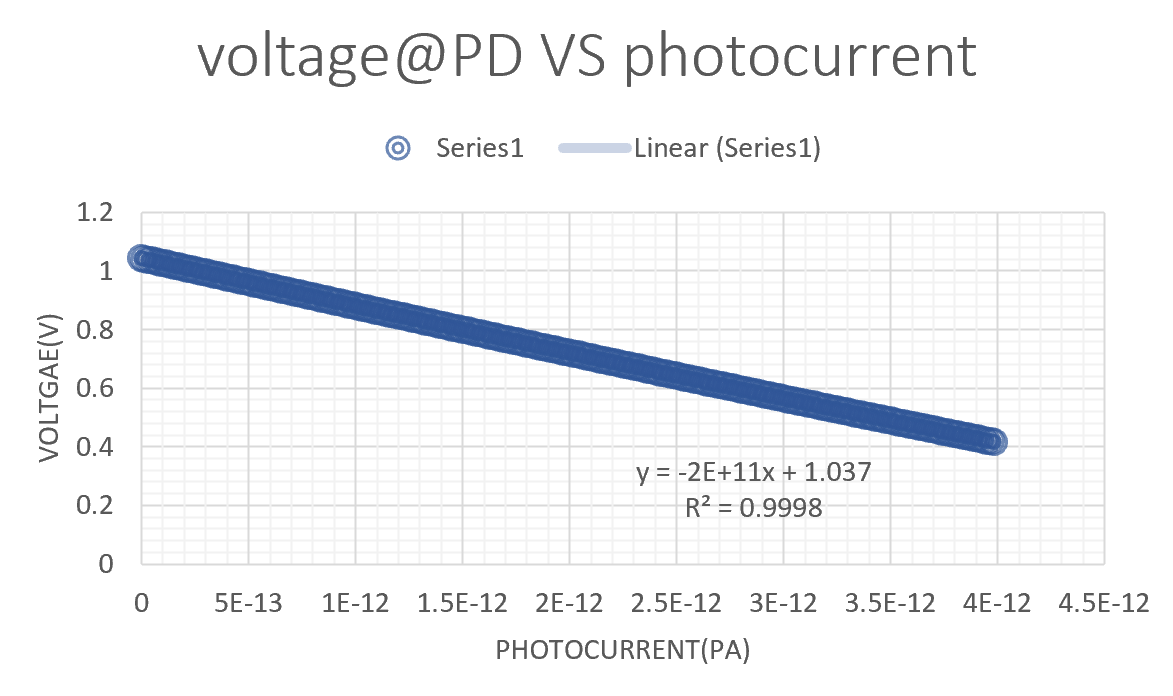 voltage@PD VS photocurrent
Series1 Linear (Series1)
VOLTGAE(V)
1.2
1
0.8
0.6
0.4
0.2
0
y = -2E+11x + 1.037
R² = 0.9998
0 5E-13 1E-12 1.5E-12 2E-12 2.5E-12 3E-12 3.5E-12 4E-12 4.5E-12
PHOTOCURRENT(PA)